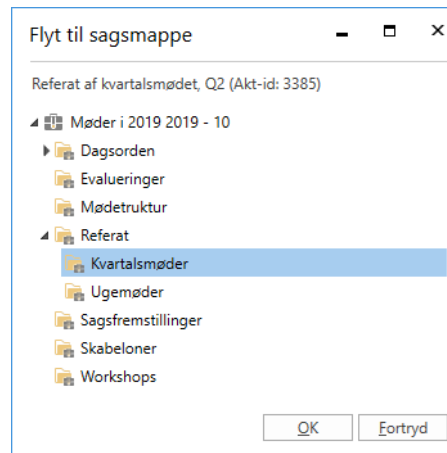 Flyt til sagsmappe
Referat af kvartalsmødet, Q2 (Akt-id: 3385)
Møder i 2019 2019 - 10
Dagsorden
Evalueringer
Mødetruktur
Referat
Kvartalsmøder
Ugemøder
Sagsfremstillinger
Skabeloner
Workshops
OK Fortryd